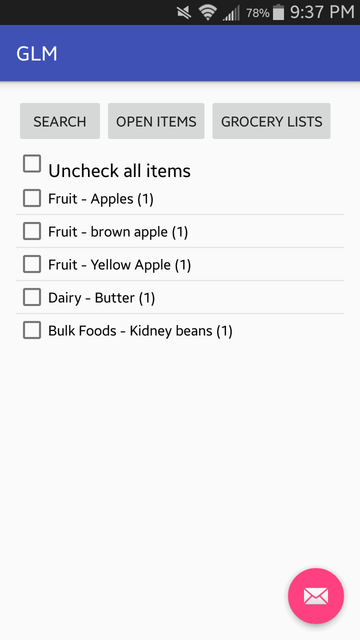 78% 9:37 PM
GLM
SEARCH OPEN ITEMS GROCERY LISTS
Uncheck all items
Fruit - Apples (1)
Fruit - brown apple (1)
Fruit - Yellow Apple (1)
Dairy - Butter (1)
Bulk Foods - Kidney beans (1)